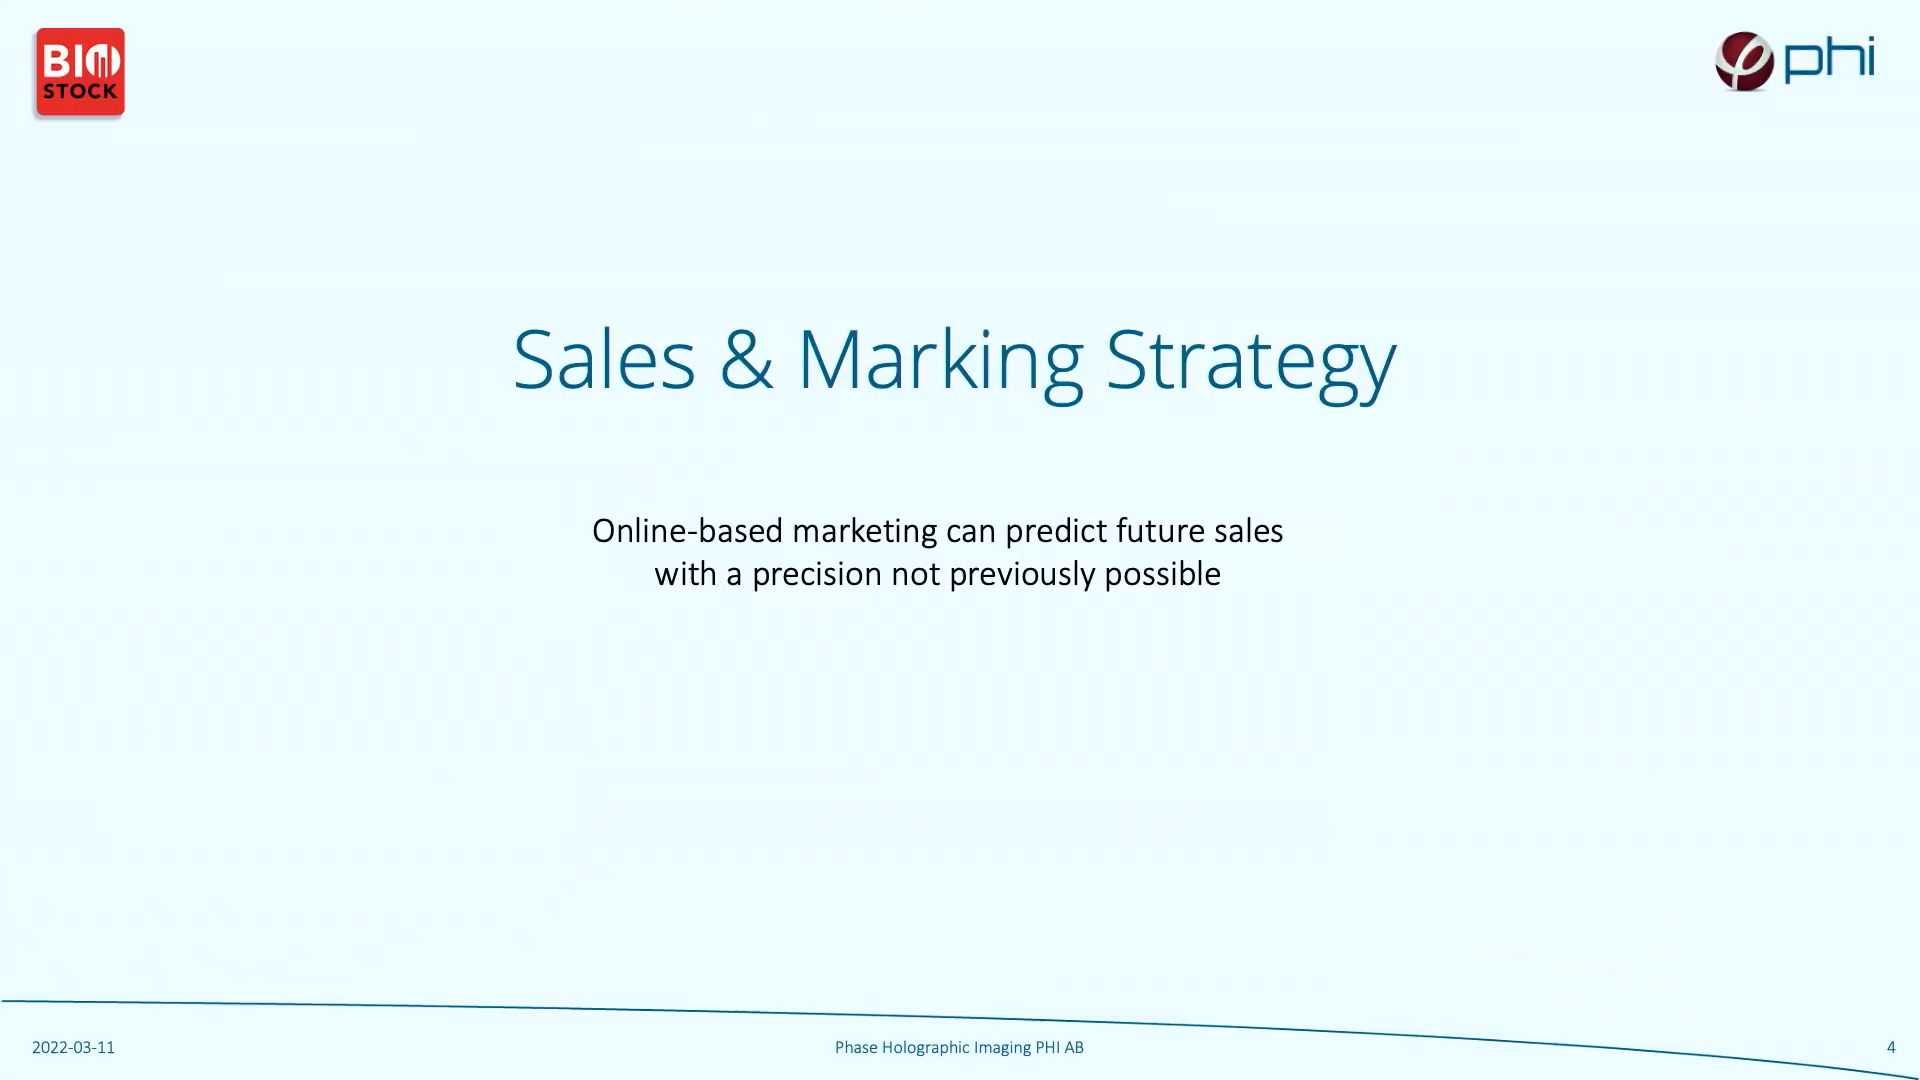 BIO
STOCK
phi
Sales & Marking Strategy
Online-based marketing can predict future sales
with a precision not previously possible
2022-03-11
Phase Holographic Imaging PHI AB
4